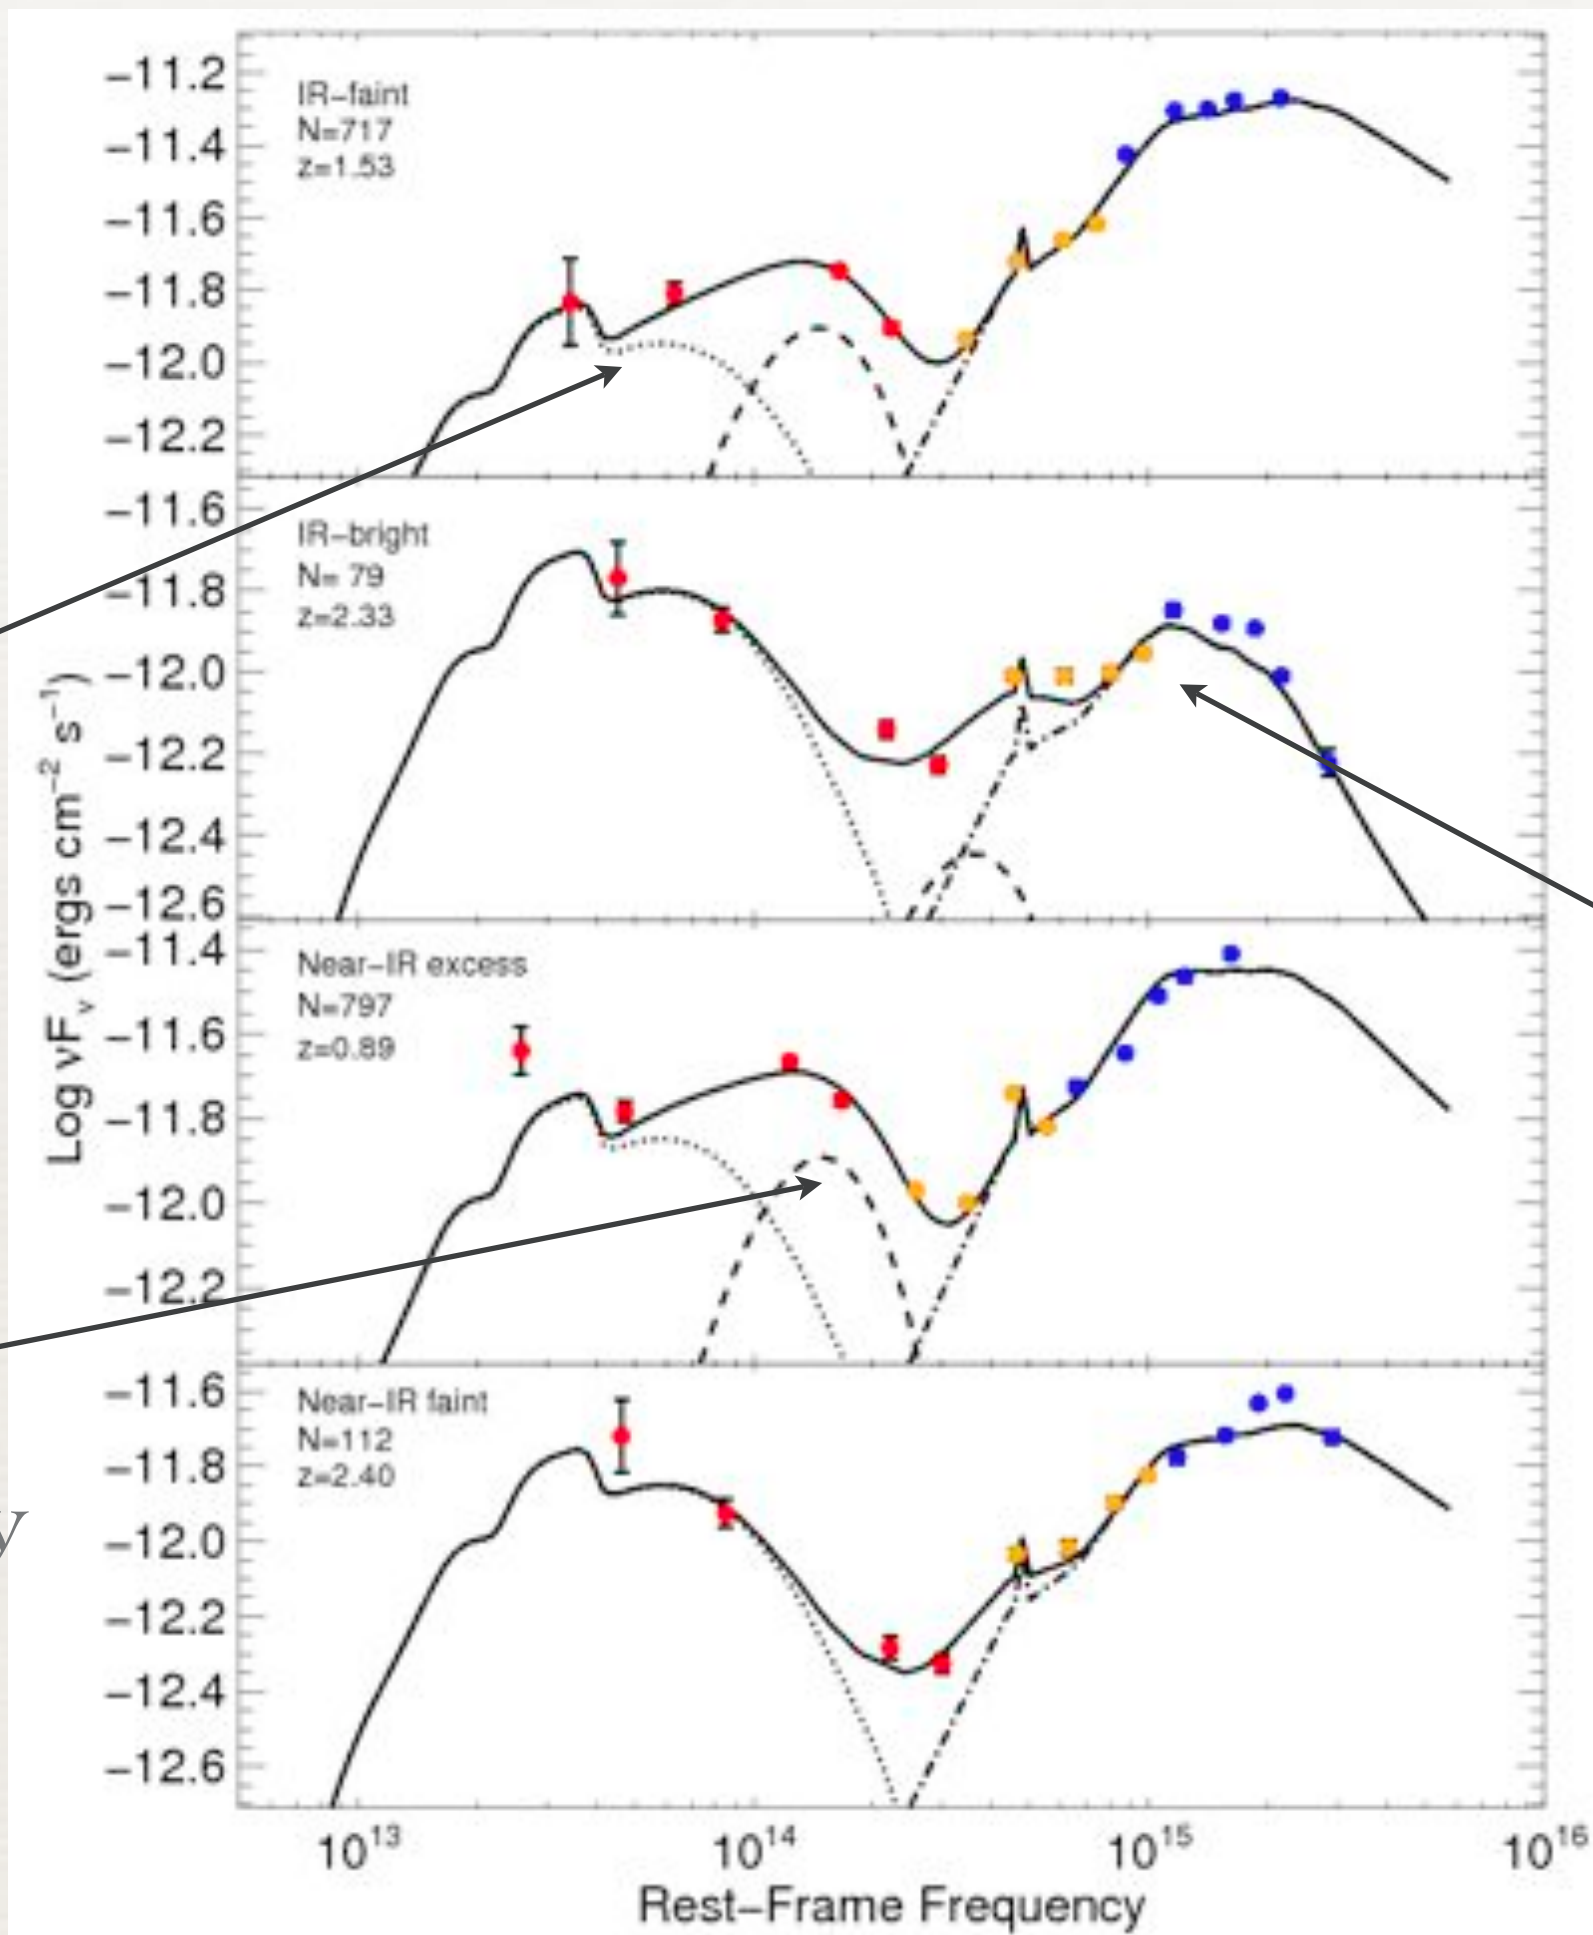 −11.2
−11.4
−11.6
−11.8
−12.0
−12.2
IR−faint
N=717
z=1.53
−11.6
−11.8
−12.0
−12.2
−12.4
−12.6
IR−bright
N= 79
z=2.33
−11.4
−11.6
−11.8
−12.0
−12.2
Near−IR excess
N=797
z=0.89
−11.6
−11.8
−12.0
−12.2
−12.4
−12.6
Near−IR faint
N=112
z=2.40
Log νFν (ergs cm−2 s−1)
y
10^13 10^14 10^15 10^16
Rest−Frame Frequency